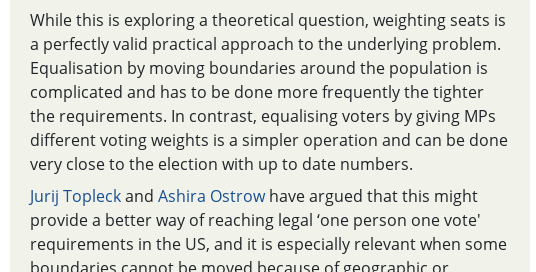 While this is exploring a theoretical question, weighting seats is
a perfectly valid practical approach to the underlying problem.
Equalisation by moving boundaries around the population is
complicated and has to be done more frequently the tighter
the requirements. In contrast, equalising voters by giving MPs
different voting weights is a simpler operation and can be done
very close to the election with up to date numbers.
Jurij Topleck and Ashira Ostrow have argued that this might
provide a better way of reaching legal ‘one person one vote'
requirements in the US, and it is especially relevant when some
boundaries cannot be moved because of geographic or